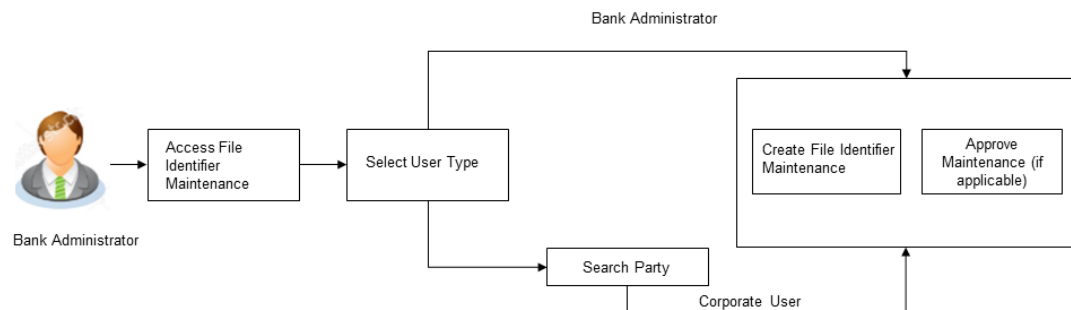 Bank Administrator
Access File
Identifier
Maintenance
Select User Type
Create File Identifier
Maintenance
Approve
Maintenance (if
applicable)
Bank Administrator
Search Party
Corporate User